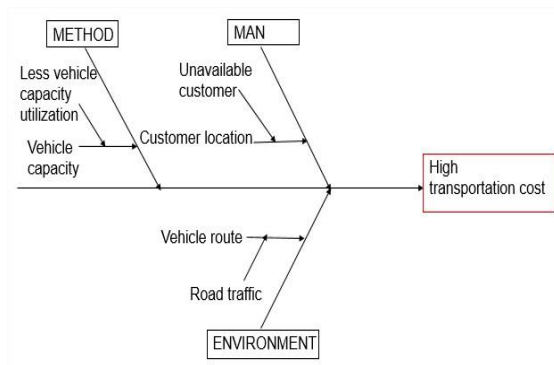 METHOD
MAN
Less vehicle
capacity
utilization
Unavailable
customer
Vehicle
capacity
Customer location
High
transportation cost
Vehicle route
Road traffic
ENVIRONMENT